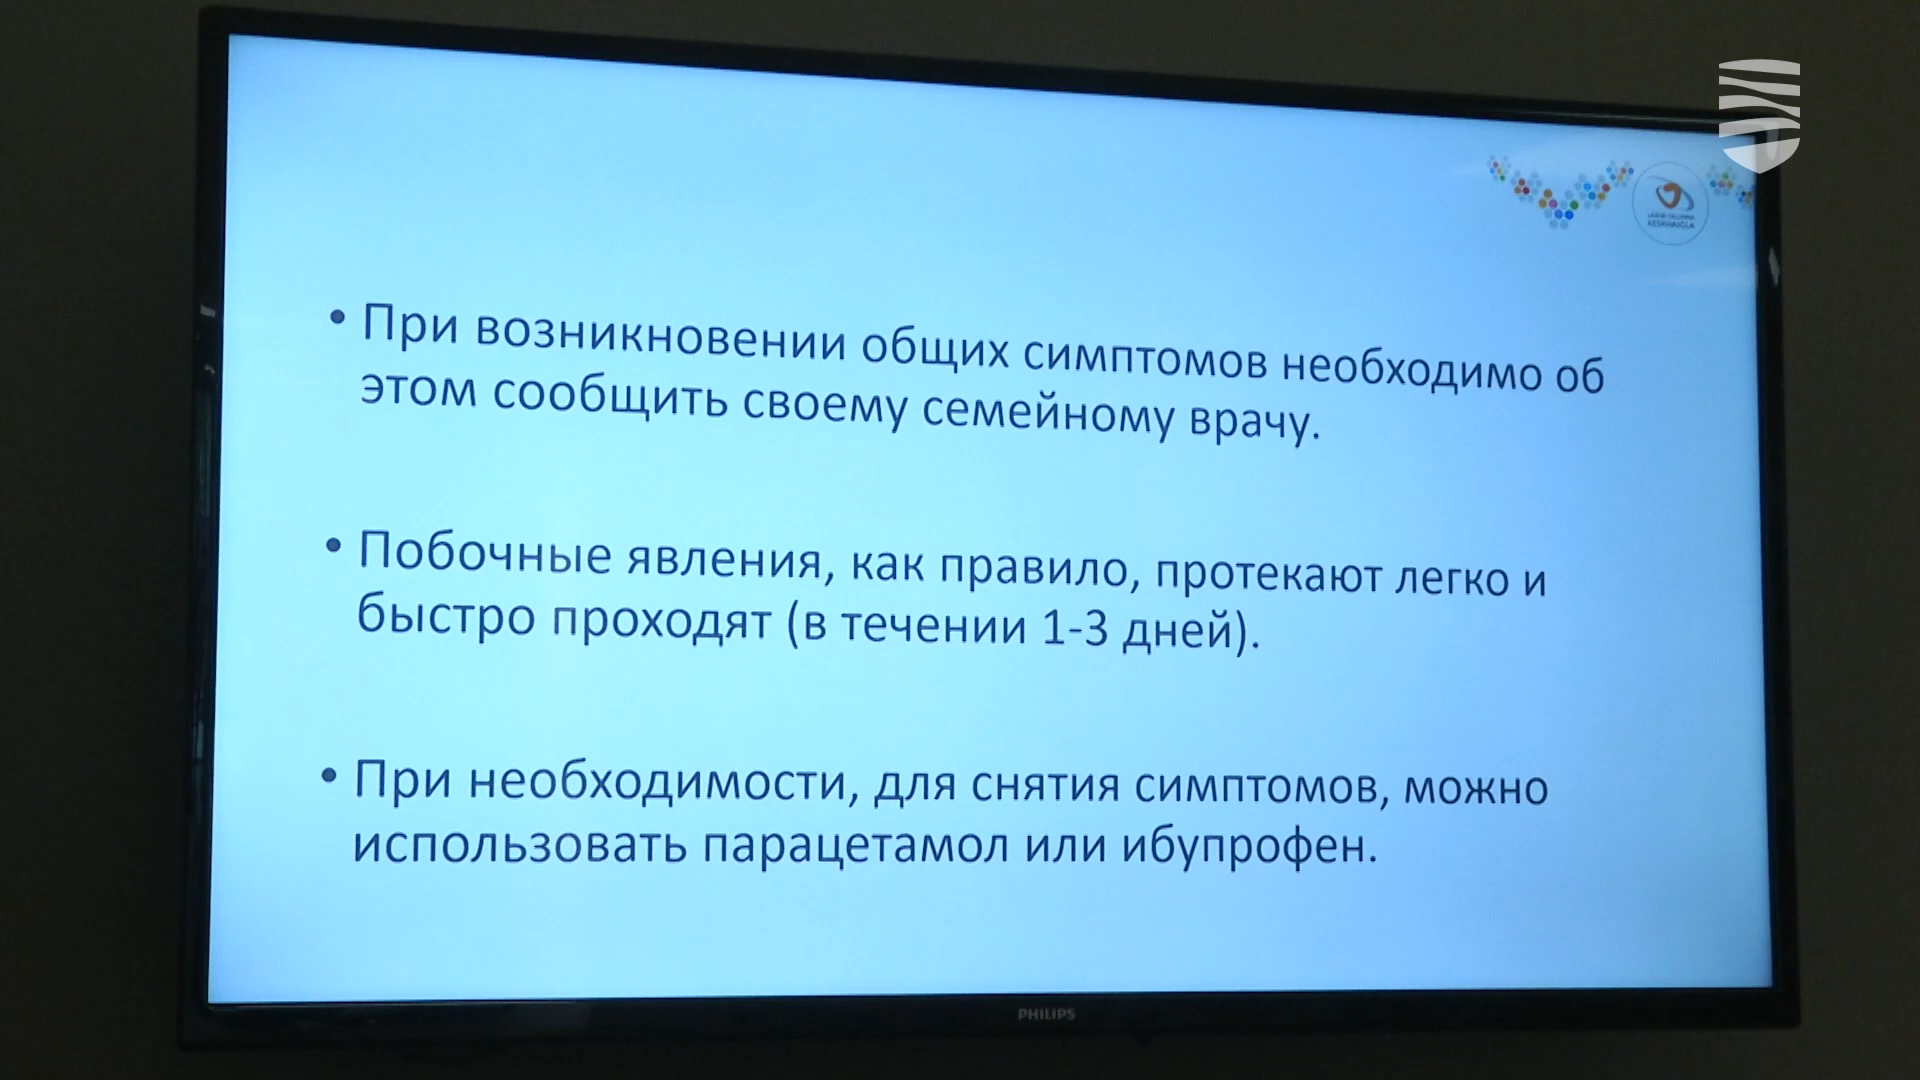 • При возникновении общих симптомов необходимо об
этом сообщить своему семейному врачу.
• Побочные явления, как правило, протекают легко и
быстро проходят (в течении 1-3 дней).
• При необходимости, для снятия симптомов, можно
использовать парацетамол или ибупрофен.
KESKHAIGLA
PHILIPS